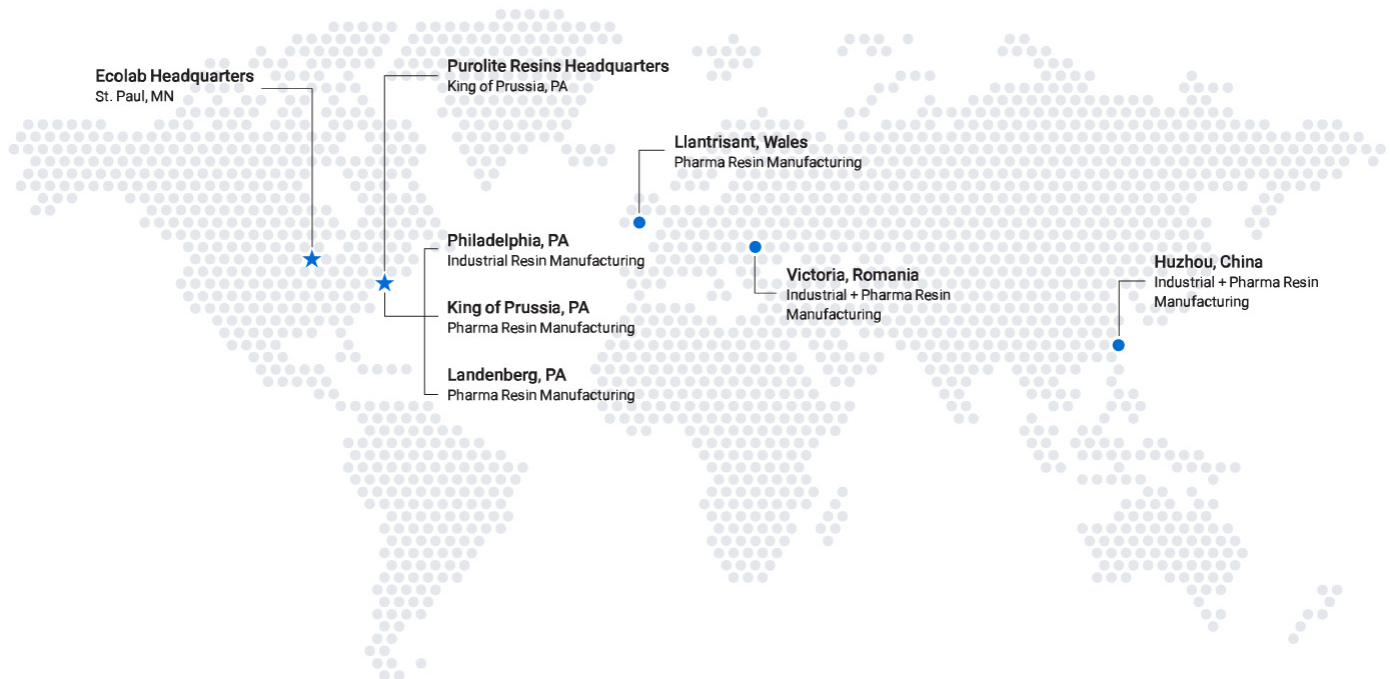 Ecolab Headquarters
St. Paul, MN
Purolite Resins Headquarters
King of Prussia, PA
Llantrisant, Wales
Pharma Resin Manufacturing
Philadelphia, PA
Industrial Resin Manufacturing
King of Prussia, PA
Pharma Resin Manufacturing
Landenberg, PA
Pharma Resin Manufacturing
Victoria, Romania
Industrial + Pharma Resin
Manufacturing
Huzhou, China
Industrial + Pharma Resin
Manufacturing